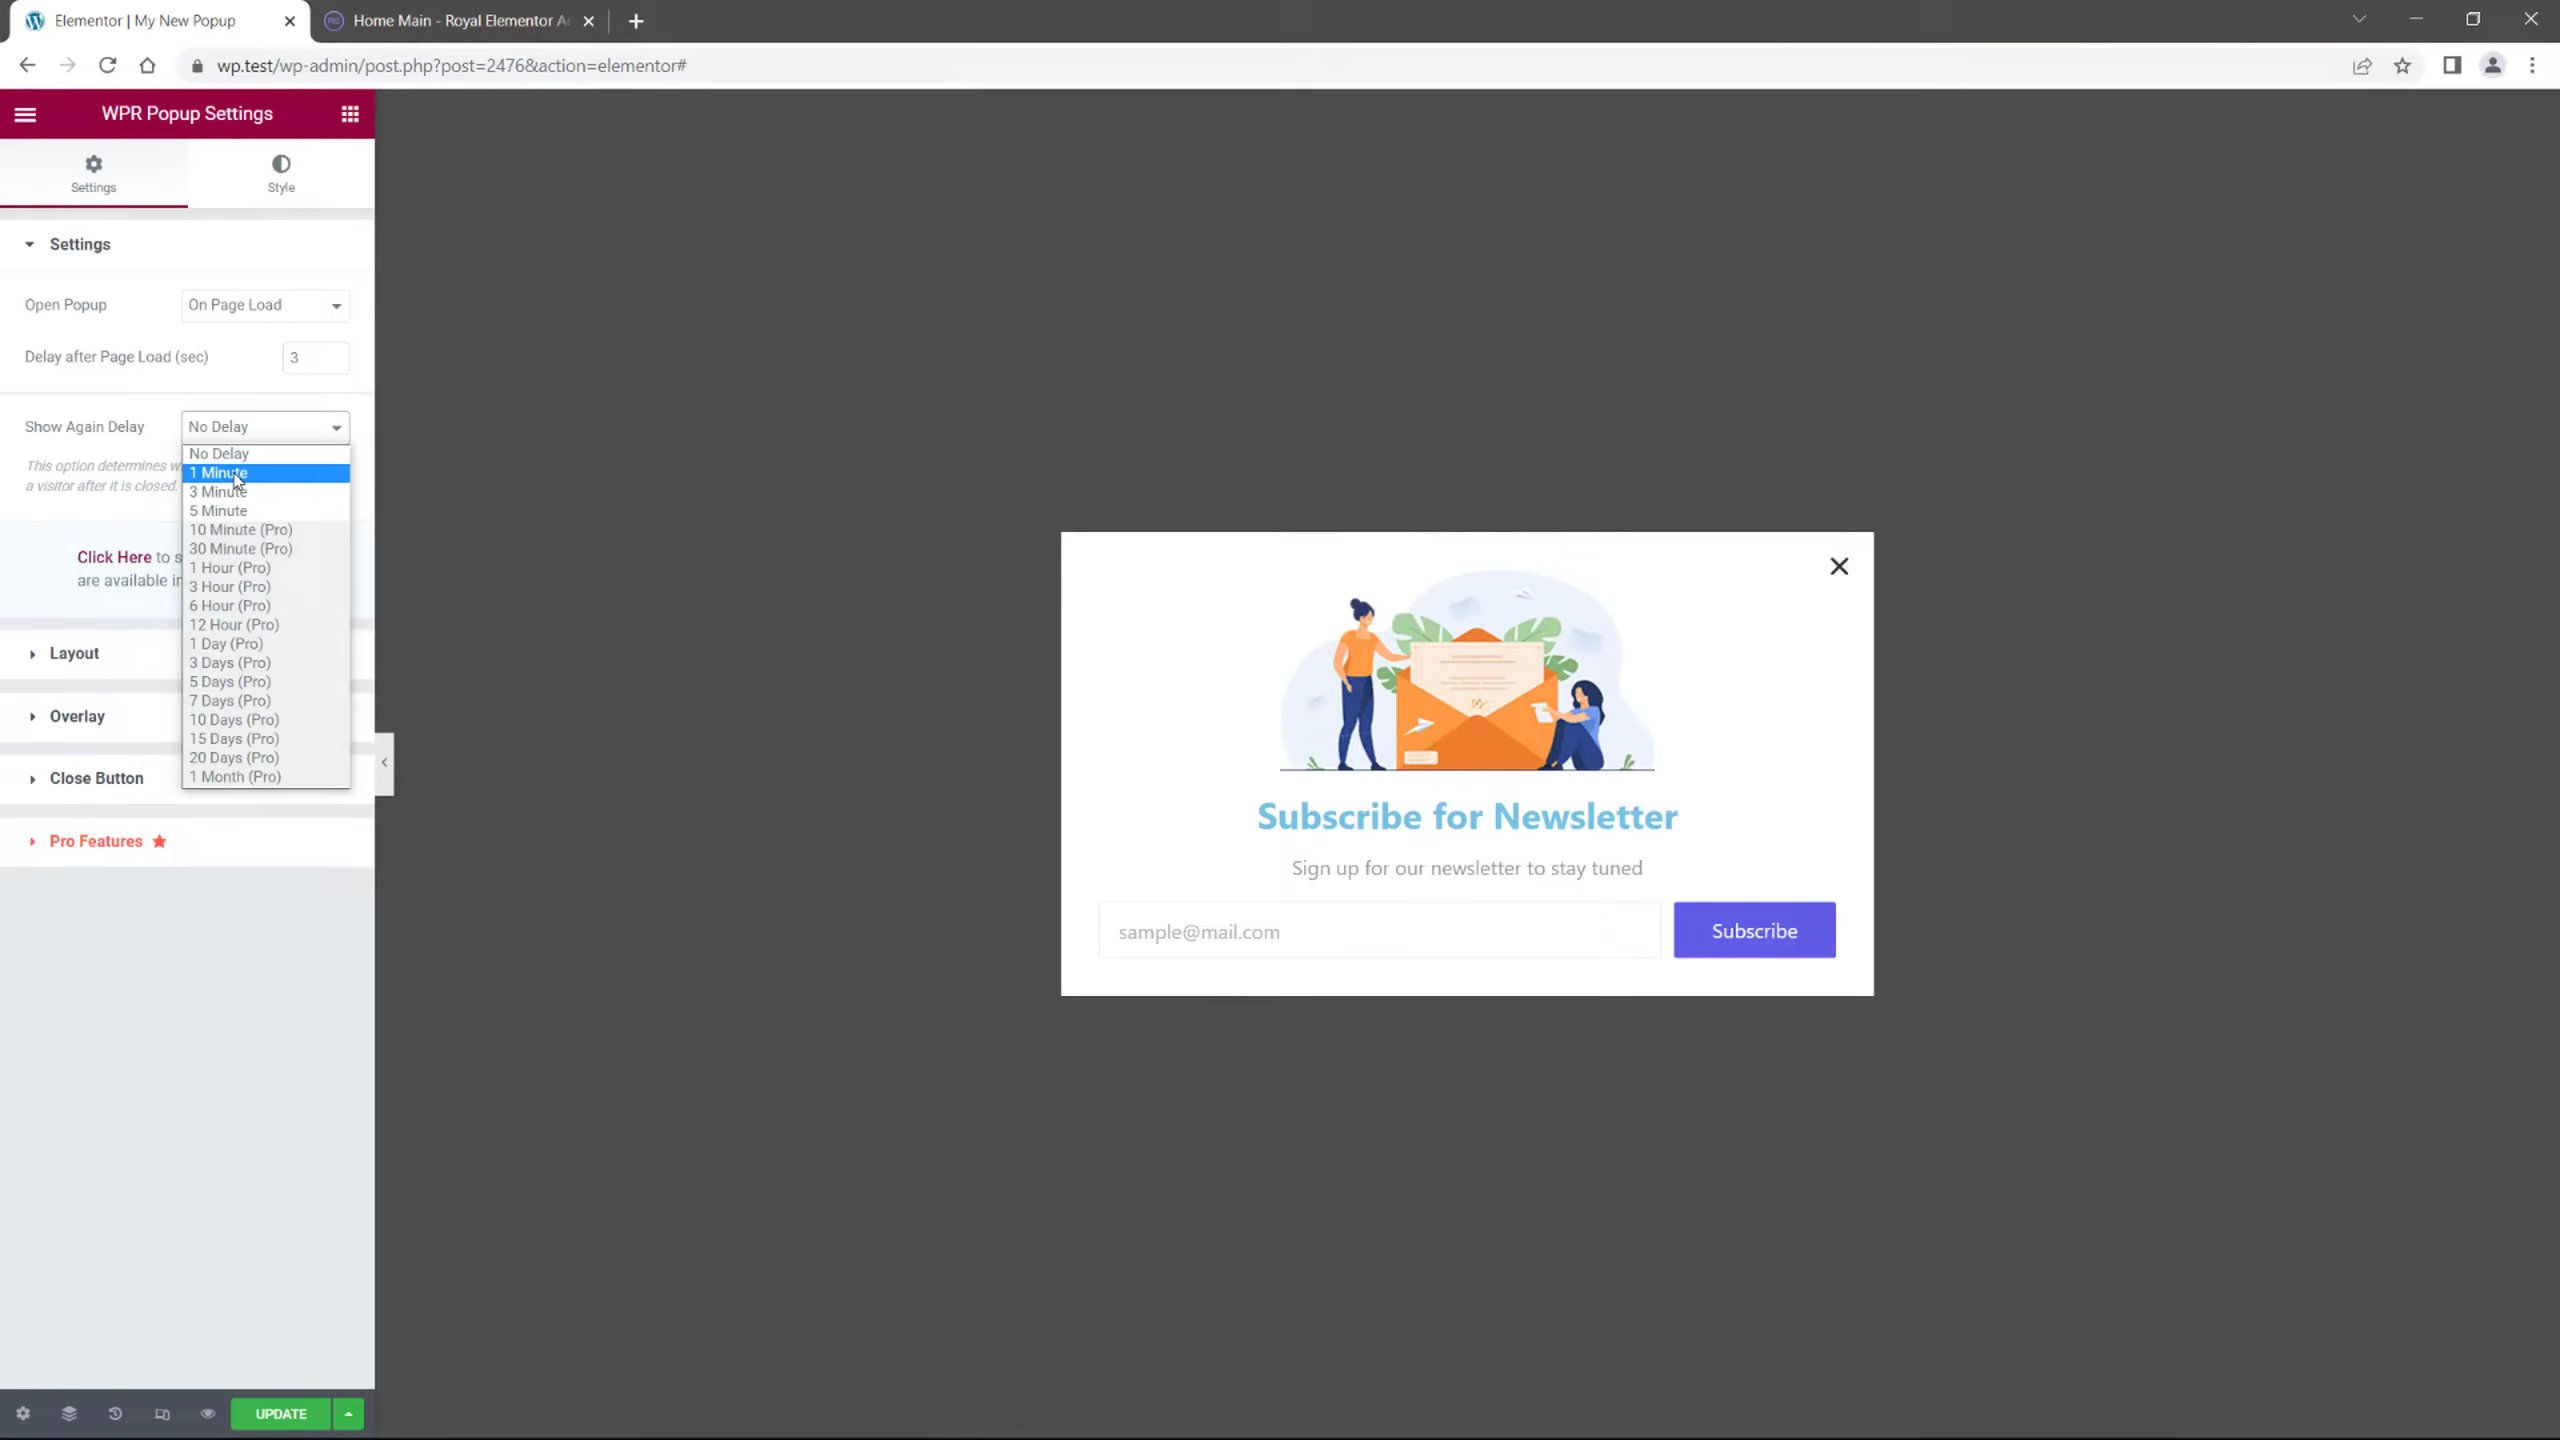 Elementor | My New Popup
Home Main - Royal Elementor A
wp.test/wp-admin/post.php?post=2476&action=elementor#
WPR Popup Settings
Settings
Style
Settings
Open Popup
On Page Load
Delay after Page Load (sec)
3
Show Again Delay
No Delay
This option determines w
a visitor after it is closed.
No Delay
1 Minute
3 Minute
5 Minute
10 Minute (Pro)
30 Minute (Pro)
1 Hour (Pro)
3 Hour (Pro)
6 Hour (Pro)
12 Hour (Pro)
1 Day (Pro)
3 Days (Pro)
5 Days (Pro)
7 Days (Pro)
10 Days (Pro)
15 Days (Pro)
20 Days (Pro)
1 Month (Pro)
Click Here to s
are available in
Layout
Overlay
Close Button
Pro Features
UPDATE
Subscribe for Newsletter
Sign up for our newsletter to stay tuned
sample@mail.com
Subscribe